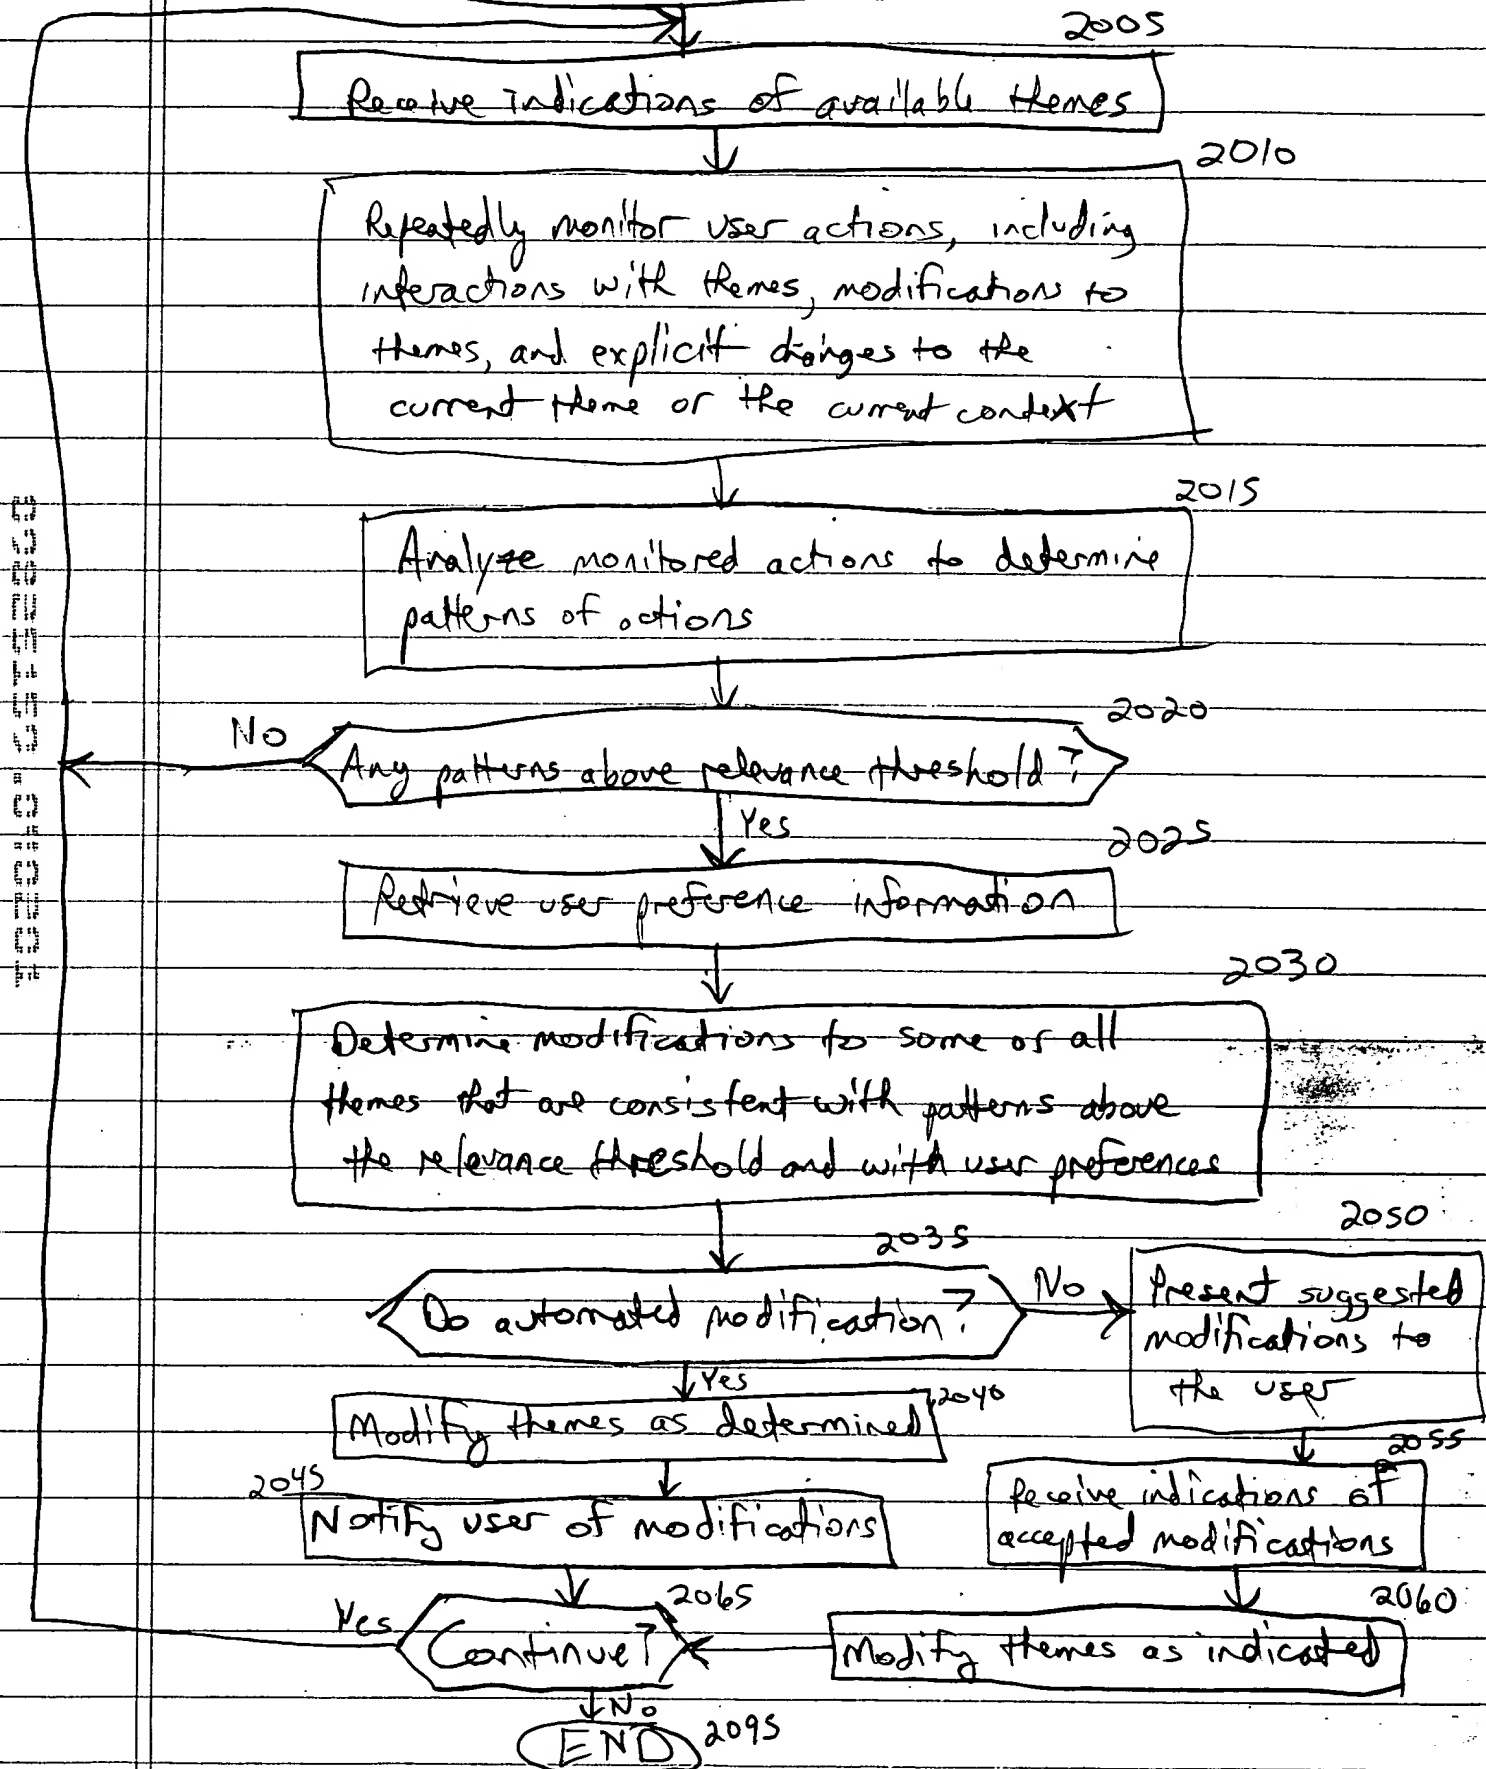 2005
Receive indications of available themes
2010
Repeatedly monitor user actions, including
interactions with themes, modifications to
themes, and explicit changes to the
current theme or the current context
2015
Analyze monitored actions to determine
patterns of actions
2020
No
Any patterns above relevance threshold?
Yes
2025
Retrieve user preference information
2030
Determine modifications to some or all
themes that are consistent with patterns above
the relevance threshold and with user preferences
2035
2050
Do automated modification?
No
Present suggested
modifications to
the user
Yes
2040
Modify themes as determined
2055
2045
Receive indications of
accepted modifications
Notify user of modifications
2065
2060
Yes
Continue?
Modify themes as indicated
No
END
2095